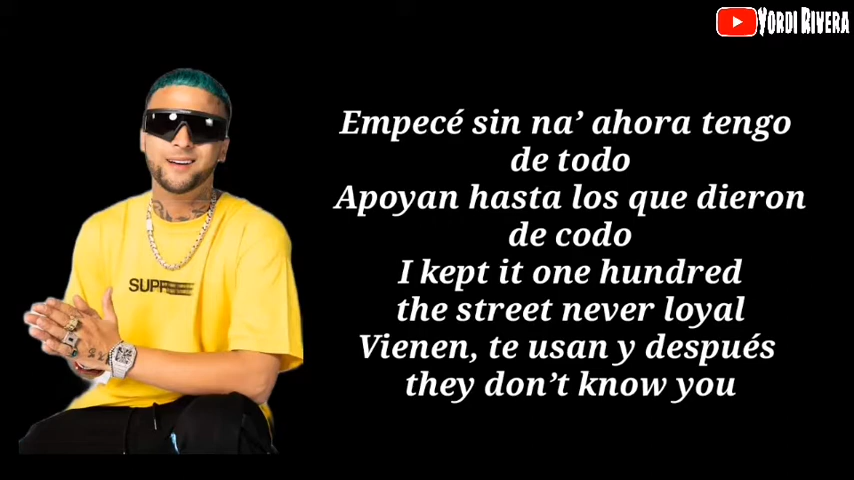 YORDI RIVERA
Empecé sin na’ ahora tengo
de todo
Apoyan hasta los que dieron
de codo
I kept it one hundred
the street never loyal
Vienen, te usan y después
they don’t know you